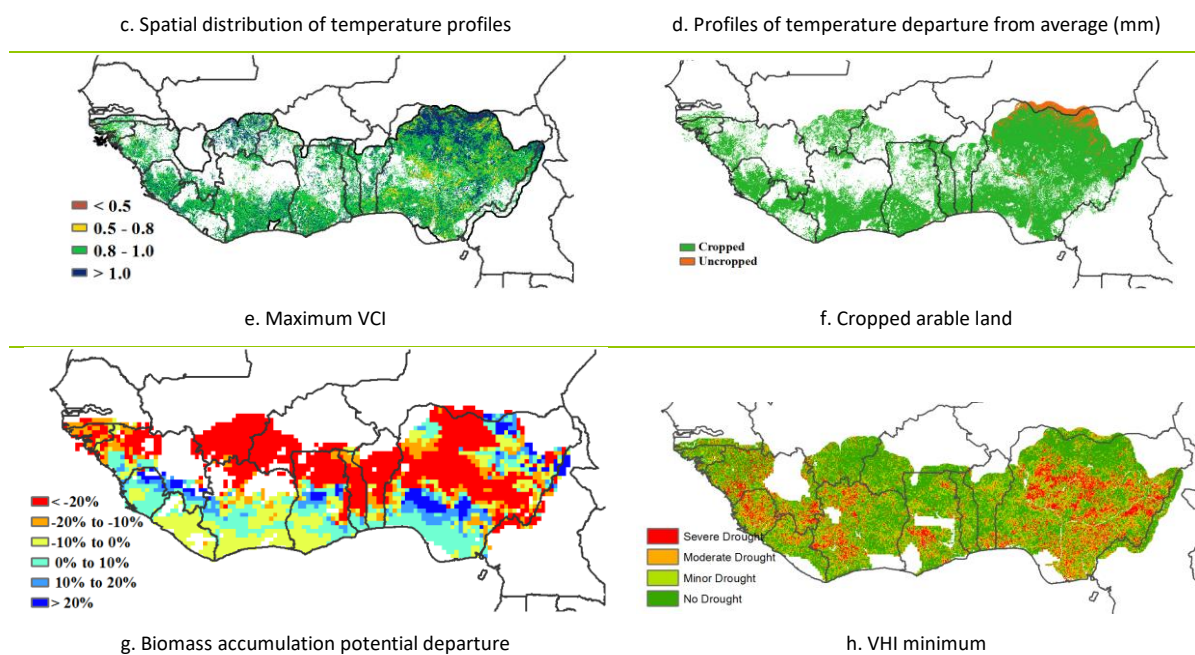 c. Spatial distribution of temperature profiles
d. Profiles of temperature departure from average (mm)
< 0.5
0.5 - 0.8
0.8 - 1.0
> 1.0
Cropped
Uncropped
e. Maximum VCI
f. Cropped arable land
< -20%
-20% to -10%
-10% to 0%
0% to 10%
10% to 20%
> 20%
Severe Drought
Moderate Drought
Minor Drought
No Drought
g. Biomass accumulation potential departure
h. VHI minimum